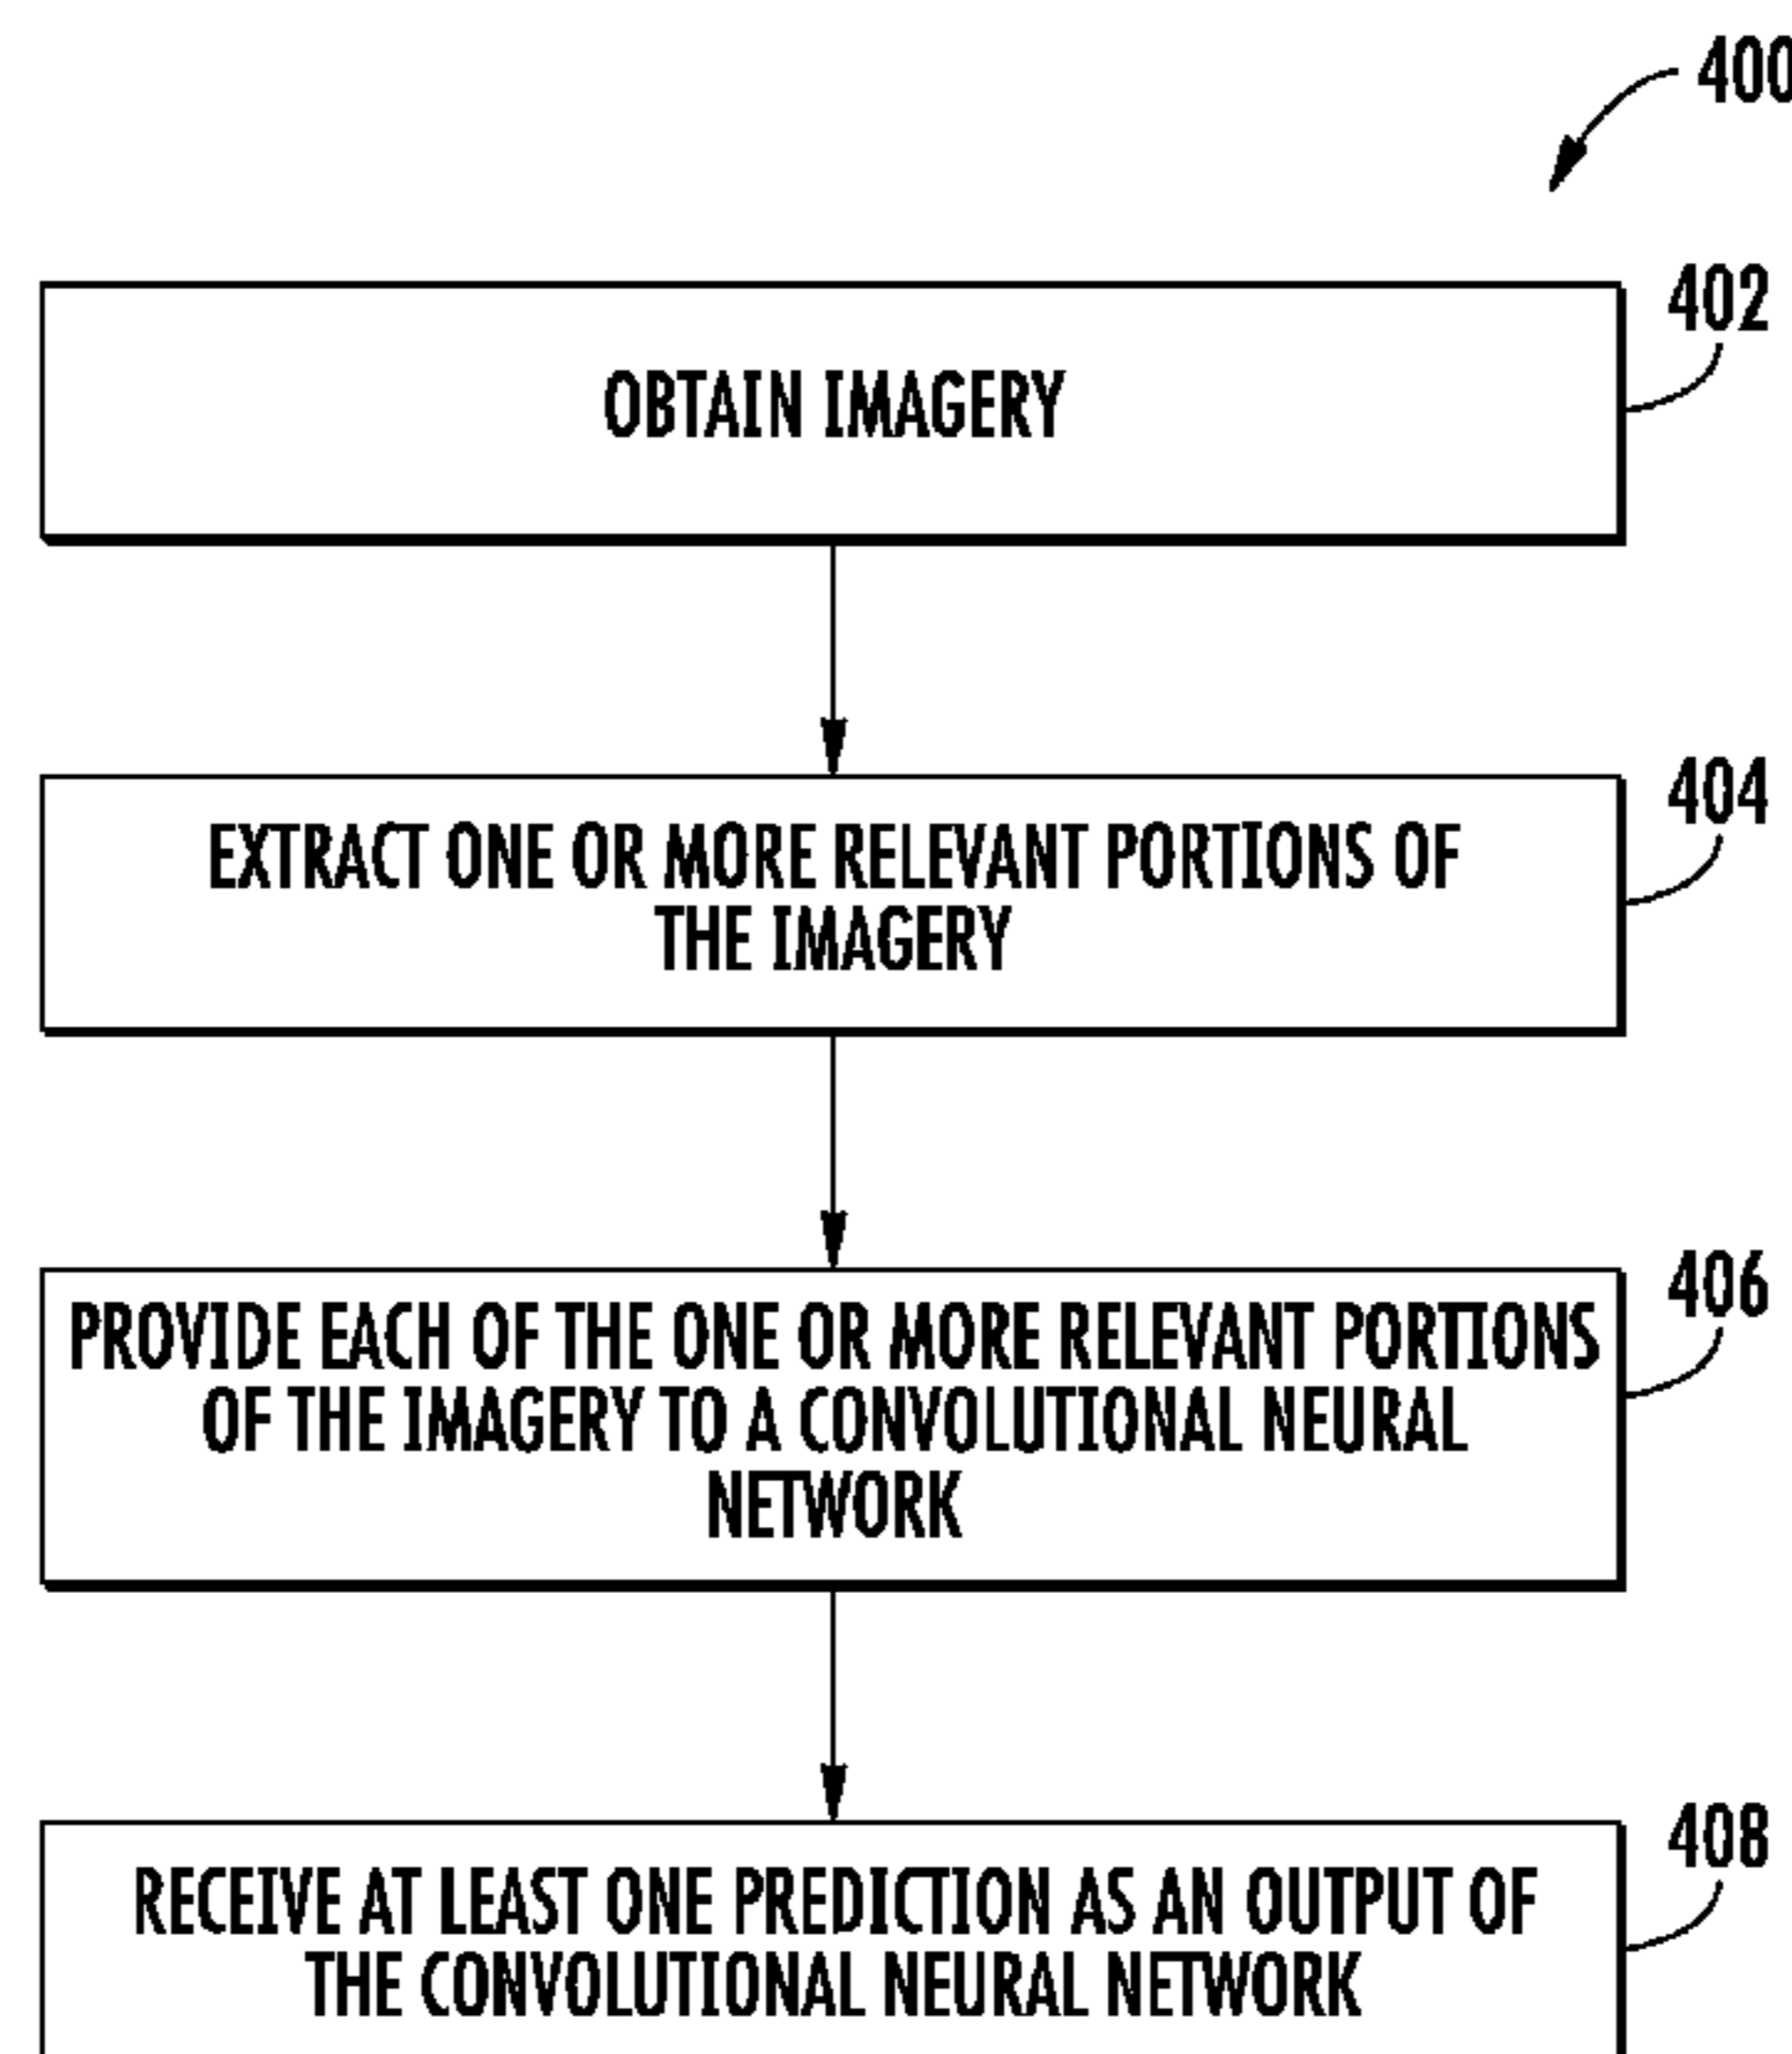 400
402
OBTAIN IMAGERY
404
EXTRACT ONE OR MORE RELEVANT PORTIONS OF
THE IMAGERY
406
PROVIDE EACH OF THE ONE OR MORE RELEVANT PORTIONS
OF THE IMAGERY TO A CONVOLUTIONAL NEURAL
NETWORK
408
RECEIVE AT LEAST ONE PREDICTION AS AN OUTPUT OF
THE CONVOLUTIONAL NEURAL NETWORK